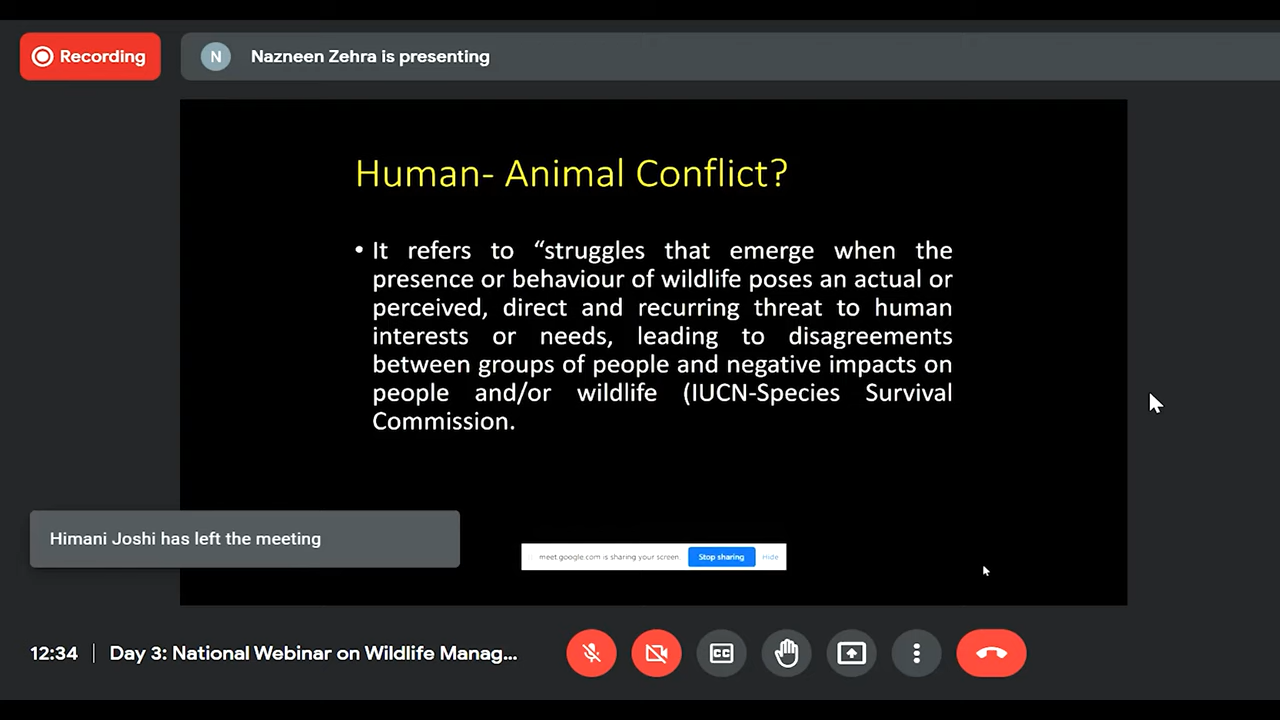 Recording
N
Nazneen Zehra is presenting
Human- Animal Conflict?
• It refers to “struggles that emerge when the
presence or behaviour of wildlife poses an actual or
perceived, direct and recurring threat to human
interests or needs, leading to disagreements
between groups of people and negative impacts on
people and/or wildlife (IUCN-Species Survival
Commission.
Himani Joshi has left the meeting
meet.google.com is sharing your screen. Stop sharing Hide
12:34 | Day 3: National Webinar on Wildlife Manag...
CC